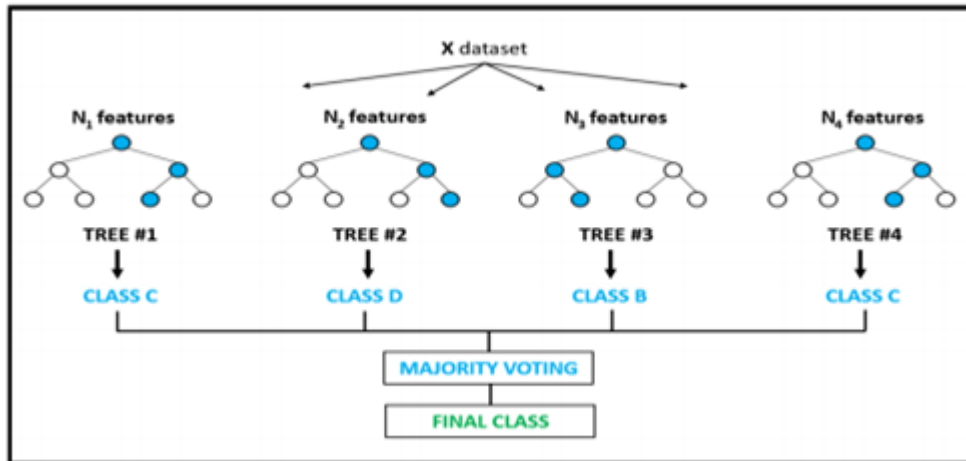 X dataset
N₁ features
N₂ features
N₃ features
N₄ features
TREE #1
TREE #2
TREE #3
TREE #4
CLASS C
CLASS D
CLASS B
CLASS C
MAJORITY VOTING
FINAL CLASS